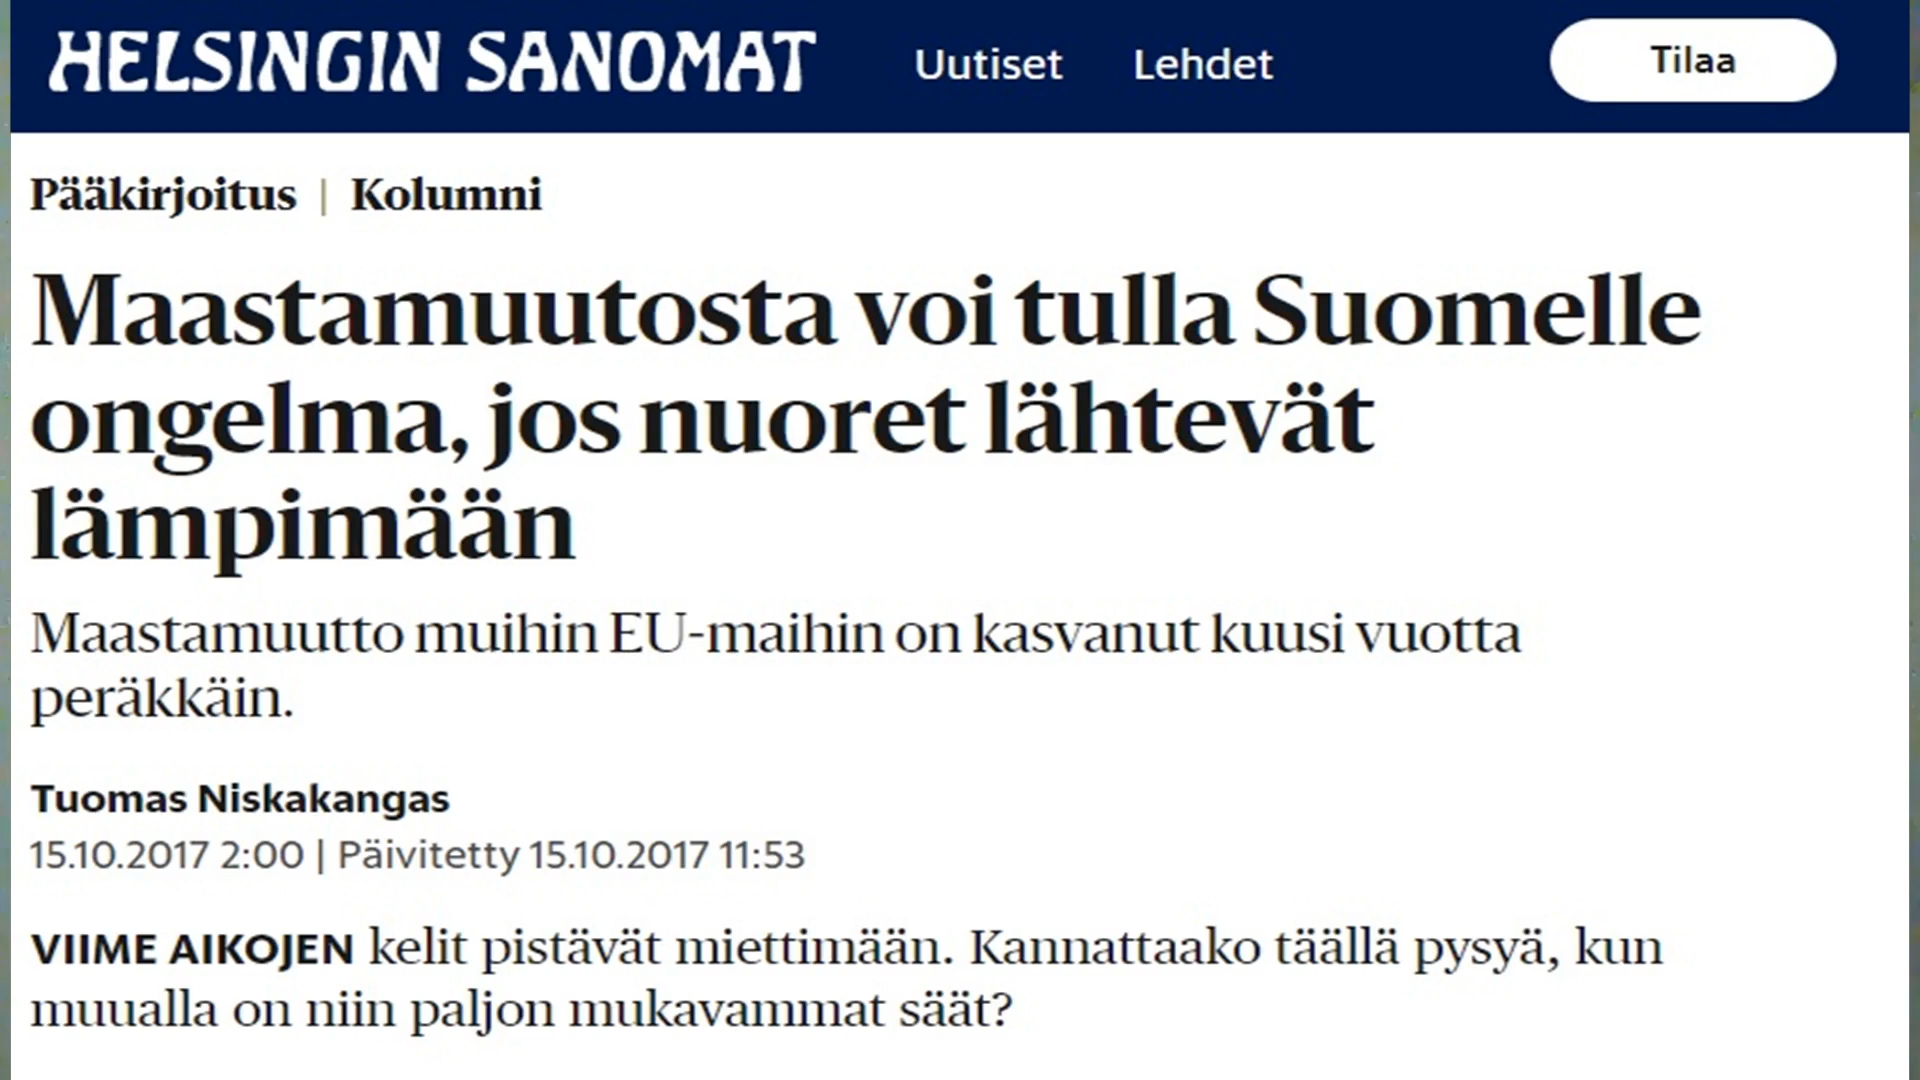 HELSINGIN SANOMAT Uutiset Lehdet Tilaa
Pääkirjoitus | Kolumni
Maastamuutosta voi tulla Suomelle
ongelma, jos nuoret lähtevät
lämpimään
Maastamuutto muihin EU-maihin on kasvanut kuusi vuotta
peräkkäin.
Tuomas Niskakangas
15.10.2017 2:00 | Päivitetty 15.10.2017 11:53
VIIME AIKOJEN kelit pistävät miettimään. Kannattaako täällä pysyä, kun
muualla on niin paljon mukavammat säät?